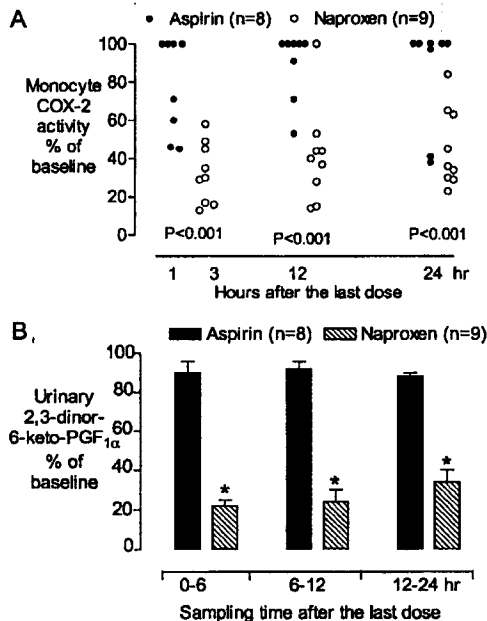 A
Aspirin (n=8) Naproxen (n=9)
Monocyte
COX-2
activity
% of
baseline
100
80
60
40
20
0
P<0.001 P<0.001 P<0.001
1 3 12 24 hr
Hours after the last dose
B,
Aspirin (n=8) Naproxen (n=9)
Urinary
2,3-dinor-
6-keto-PGF1α
% of
baseline
100
80
60
40
20
0
* * *
0-6 6-12 12-24 hr
Sampling time after the last dose